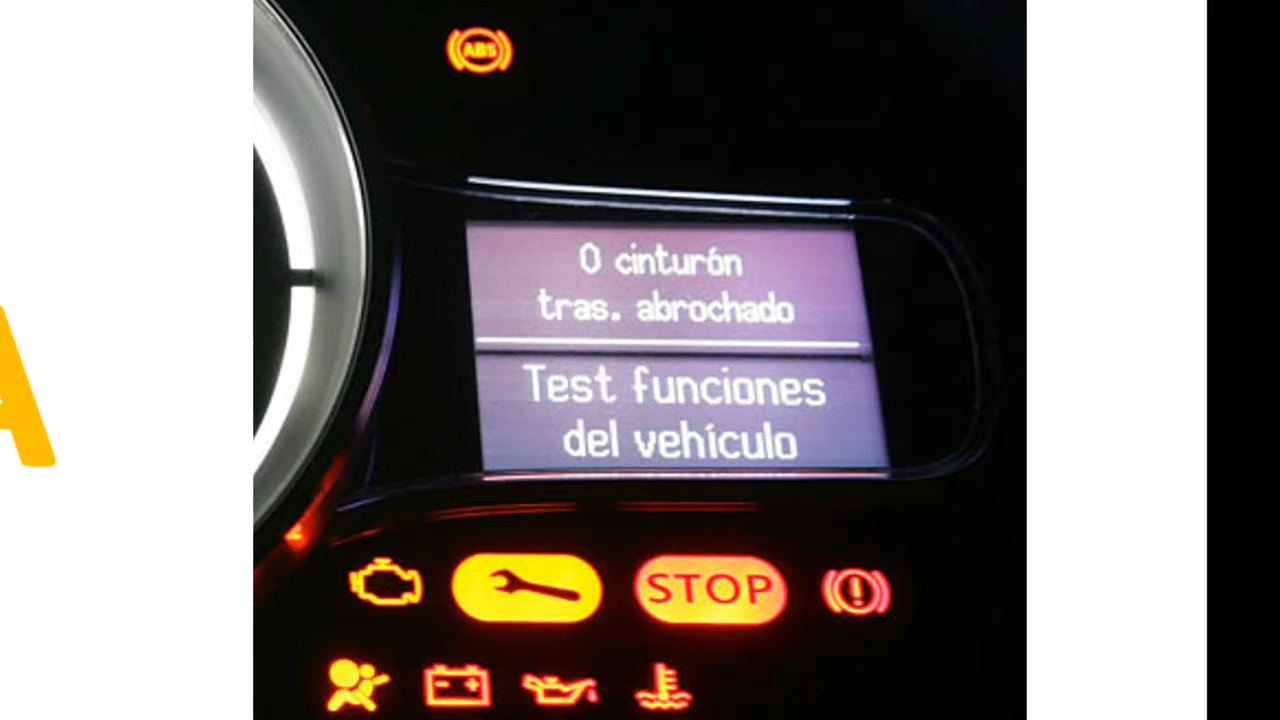 ABS
0 cinturón
tras. abrochado
Test funciones
del vehículo
STOP
A